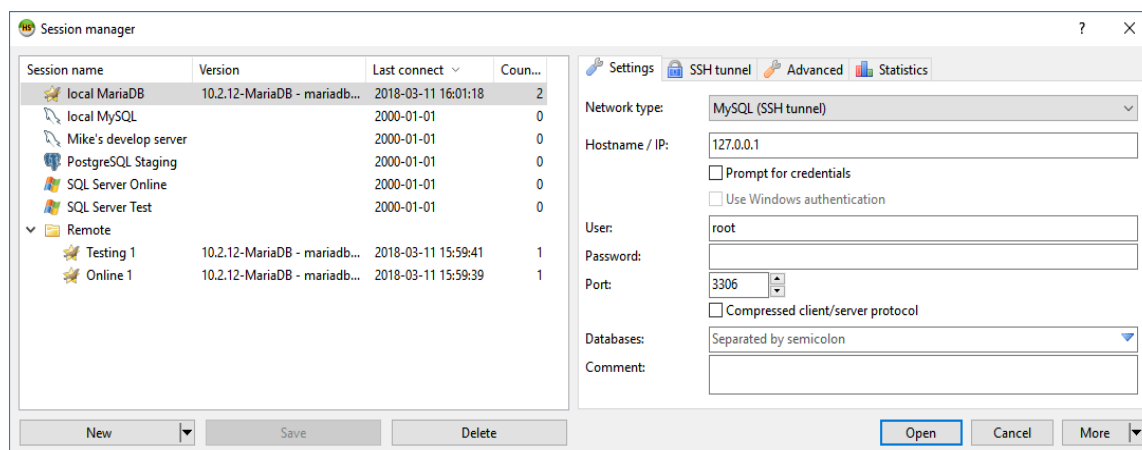 HS Session manager ?
Session name Version Last connect Coun...
local MariaDB 10.2.12-MariaDB - mariadb... 2018-03-11 16:01:18 2
local MySQL 2000-01-01 0
Mike's develop server 2000-01-01 0
PostgreSQL Staging 2000-01-01 0
SQL Server Online 2000-01-01 0
SQL Server Test 2000-01-01 0
Remote
Testing 1 10.2.12-MariaDB - mariadb... 2018-03-11 15:59:41 1
Online 1 10.2.12-MariaDB - mariadb... 2018-03-11 15:59:39 1
New Save Delete
Settings SSH tunnel Advanced Statistics
Network type: MySQL (SSH tunnel)
Hostname / IP: 127.0.0.1
Prompt for credentials
Use Windows authentication
User: root
Password:
Port: 3306
Compressed client/server protocol
Databases: Separated by semicolon
Comment:
Open Cancel More